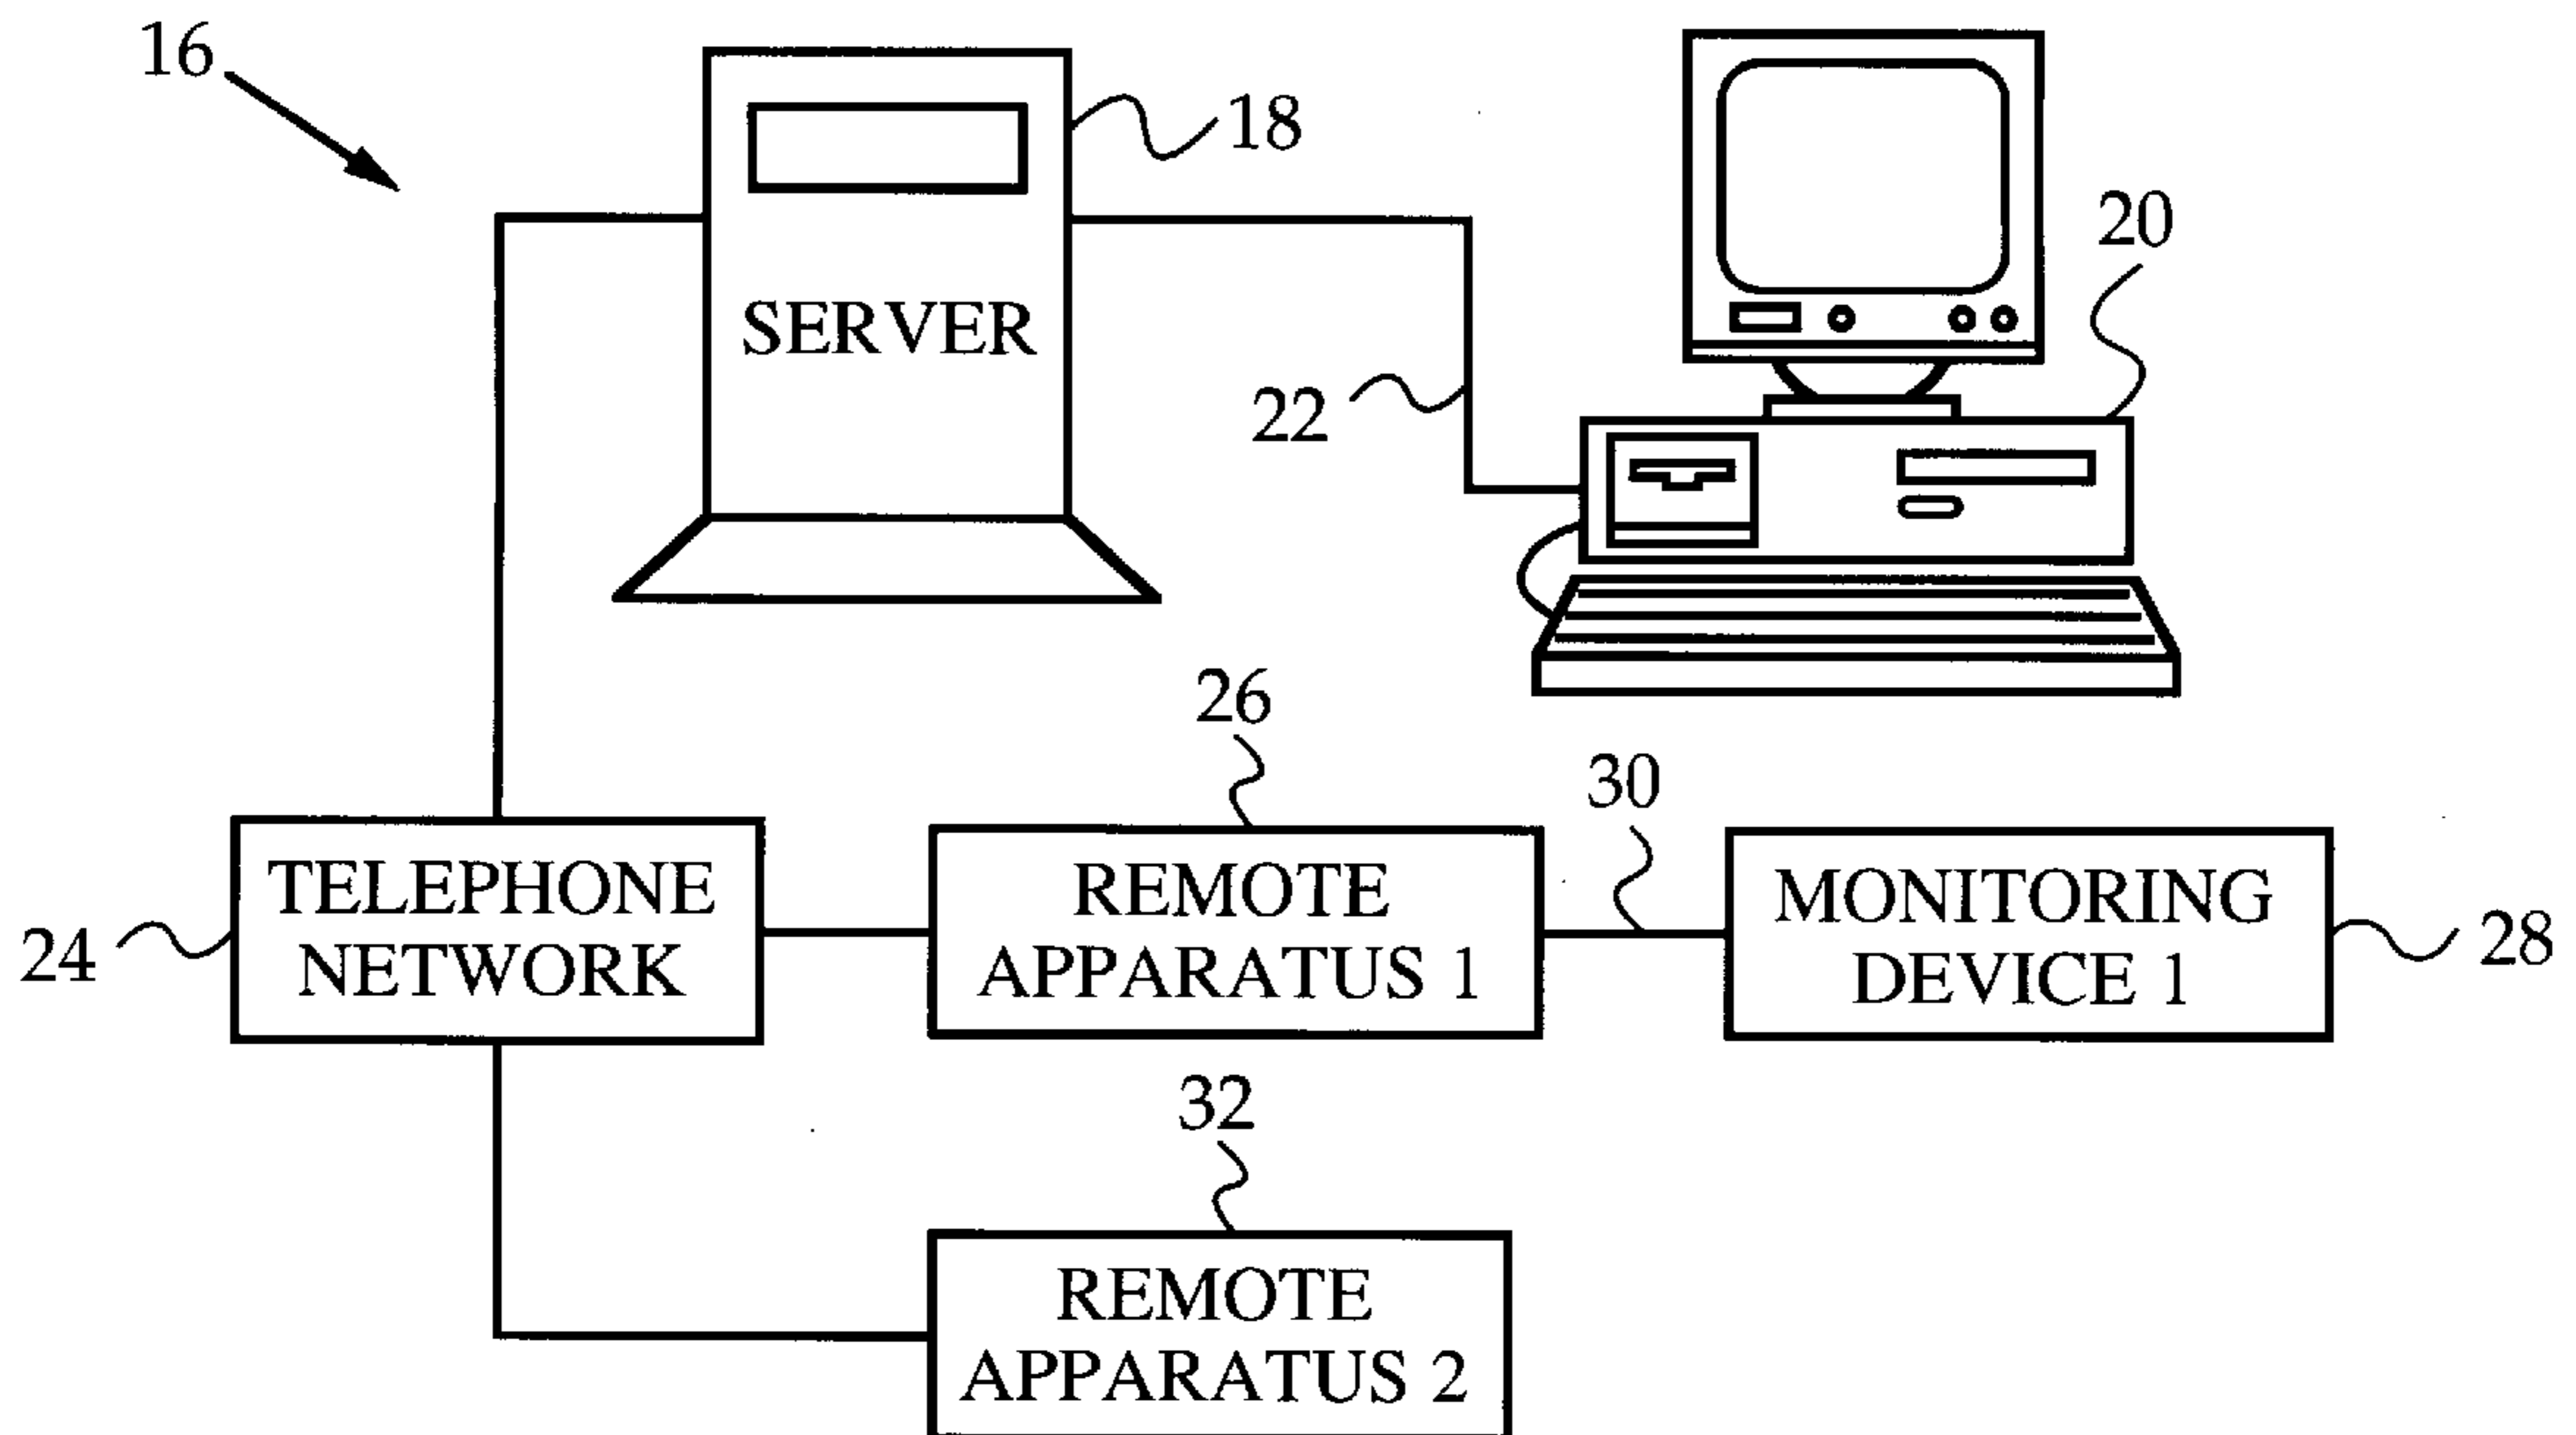 16
18
SERVER
20
22
26
30
TELEPHONE
NETWORK
24
REMOTE
APPARATUS 1
MONITORING
DEVICE 1
28
32
REMOTE
APPARATUS 2